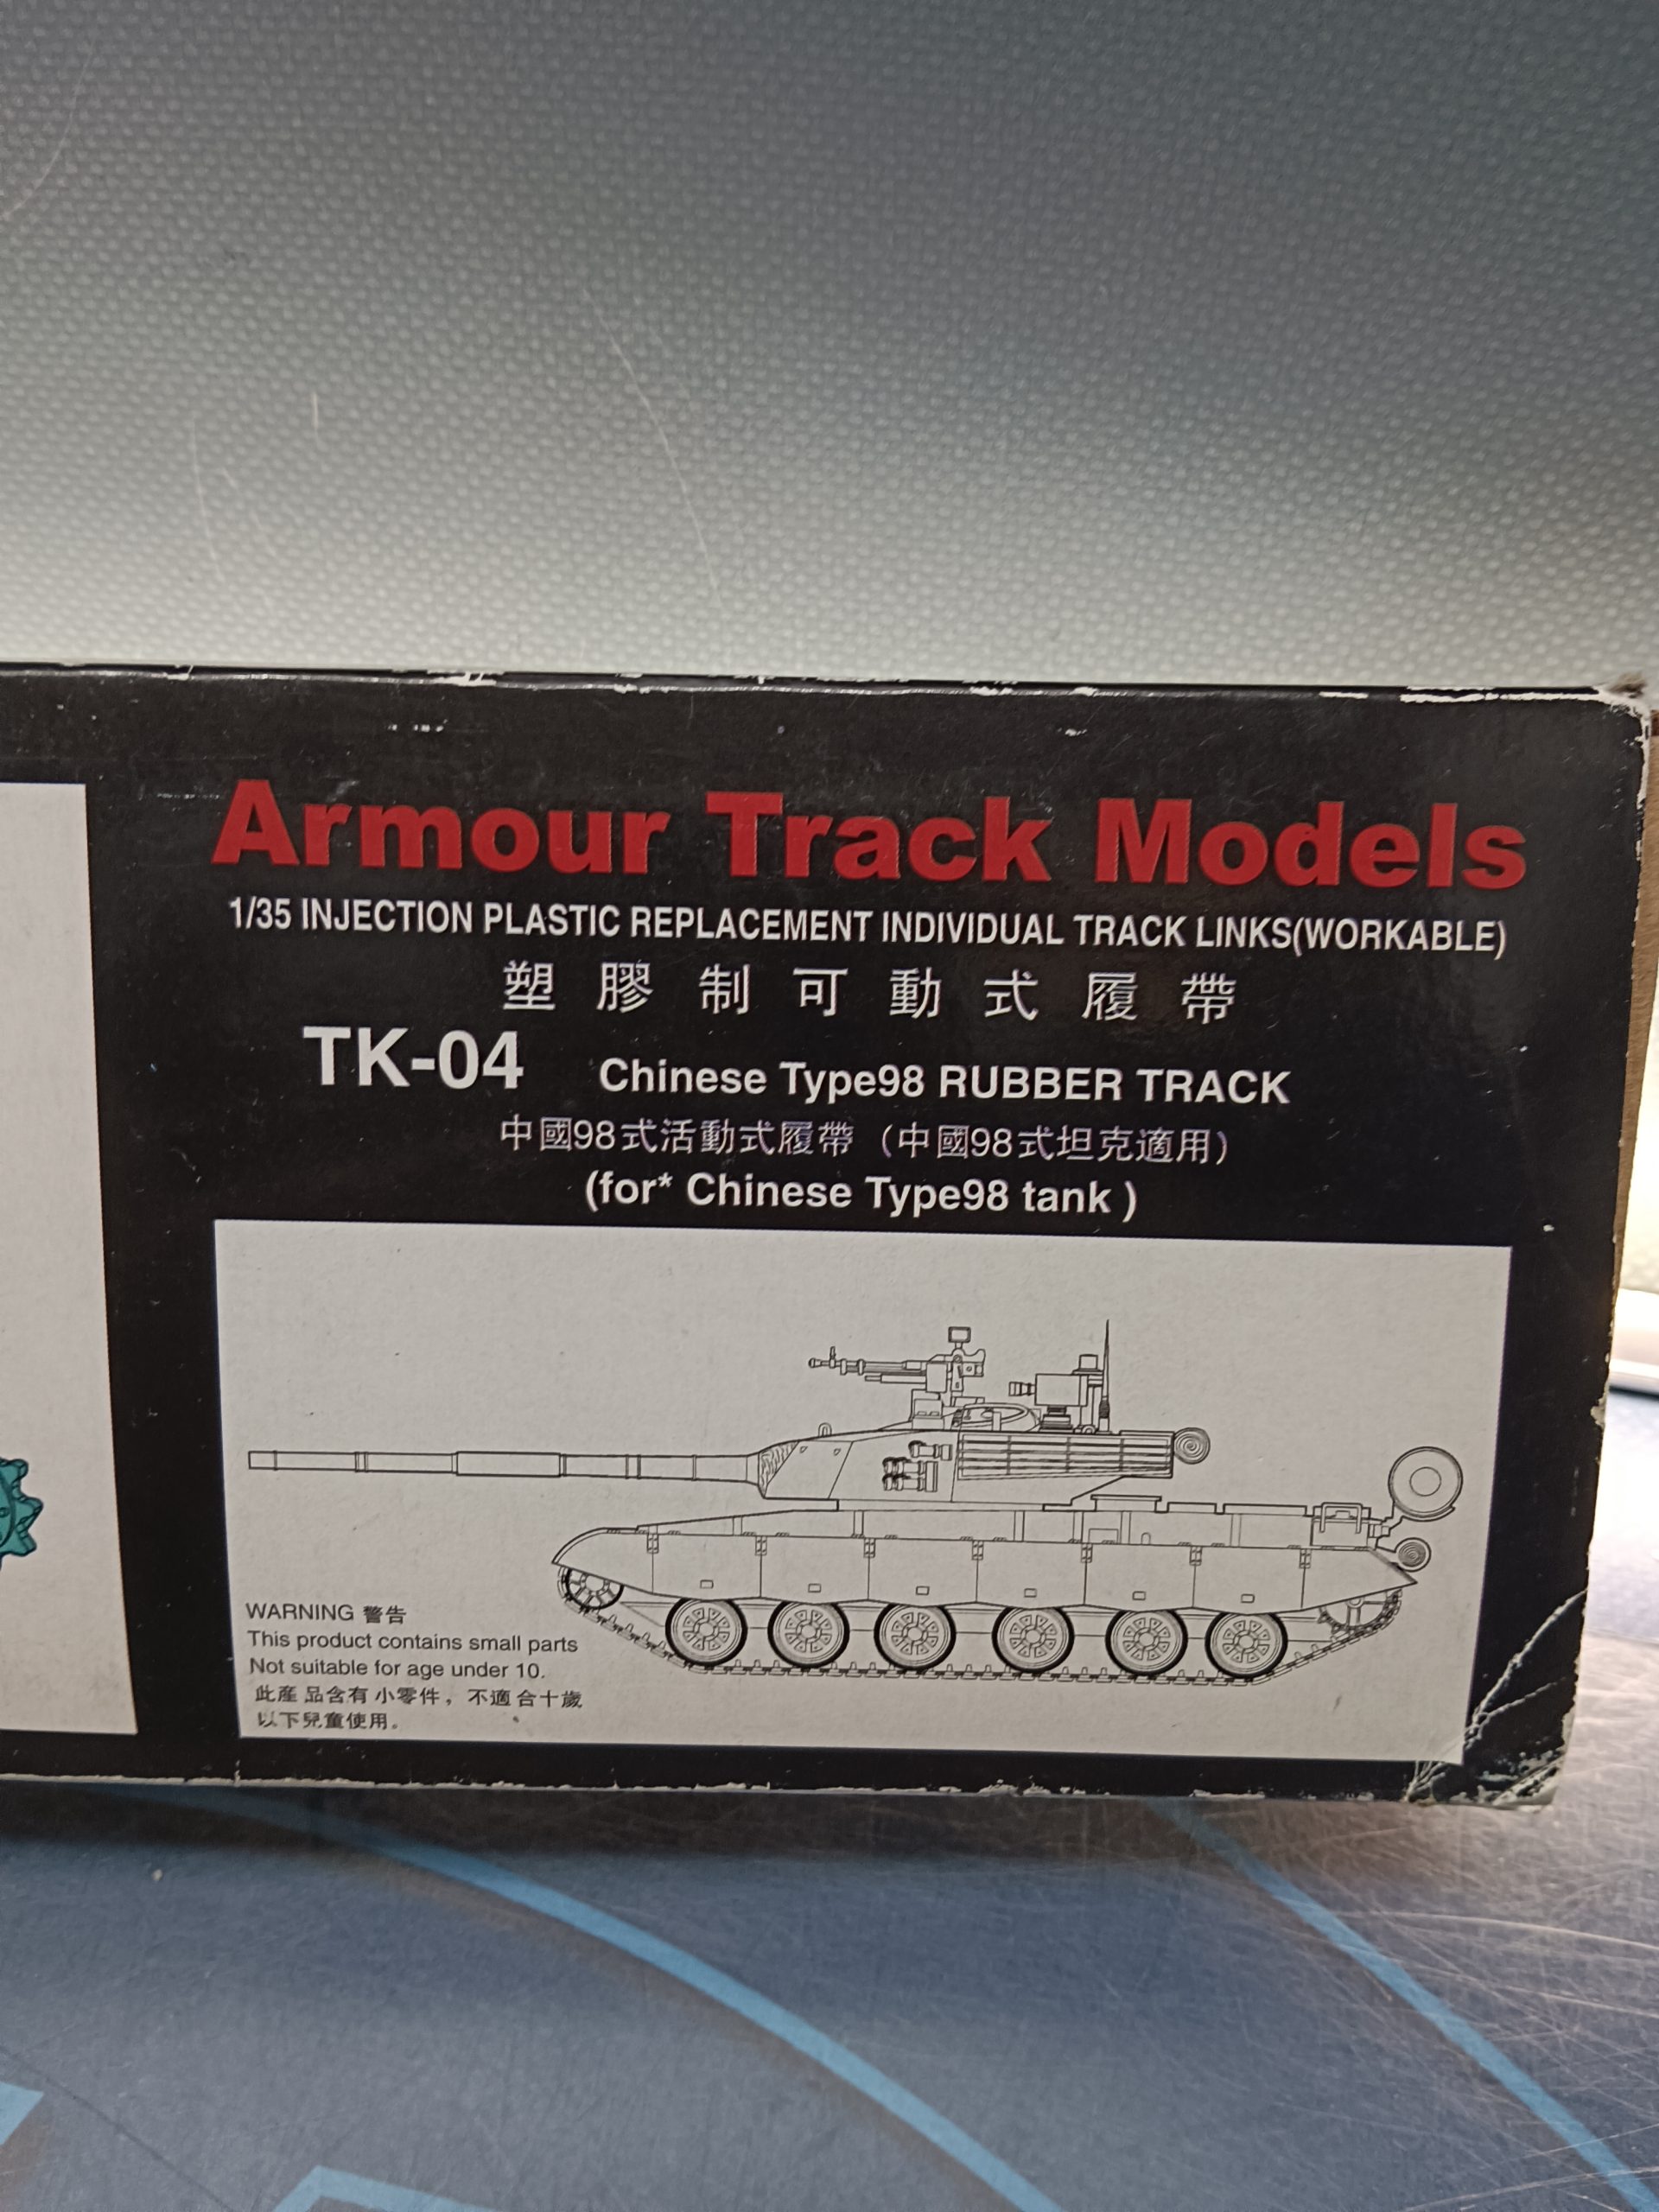 Armour Track Models
1/35 INJECTION PLASTIC REPLACEMENT INDIVIDUAL TRACK LINKS(WORKABLE)
塑膠制可動式履帶
TK-04 Chinese Type98 RUBBER TRACK
中國98式活動式履帶（中國98式坦克適用）
(for* Chinese Type98 tank )
WARNING 警告
This product contains small parts
Not suitable for age under 10.
此產品含有小零件，不適合十歲
以下兒童使用。